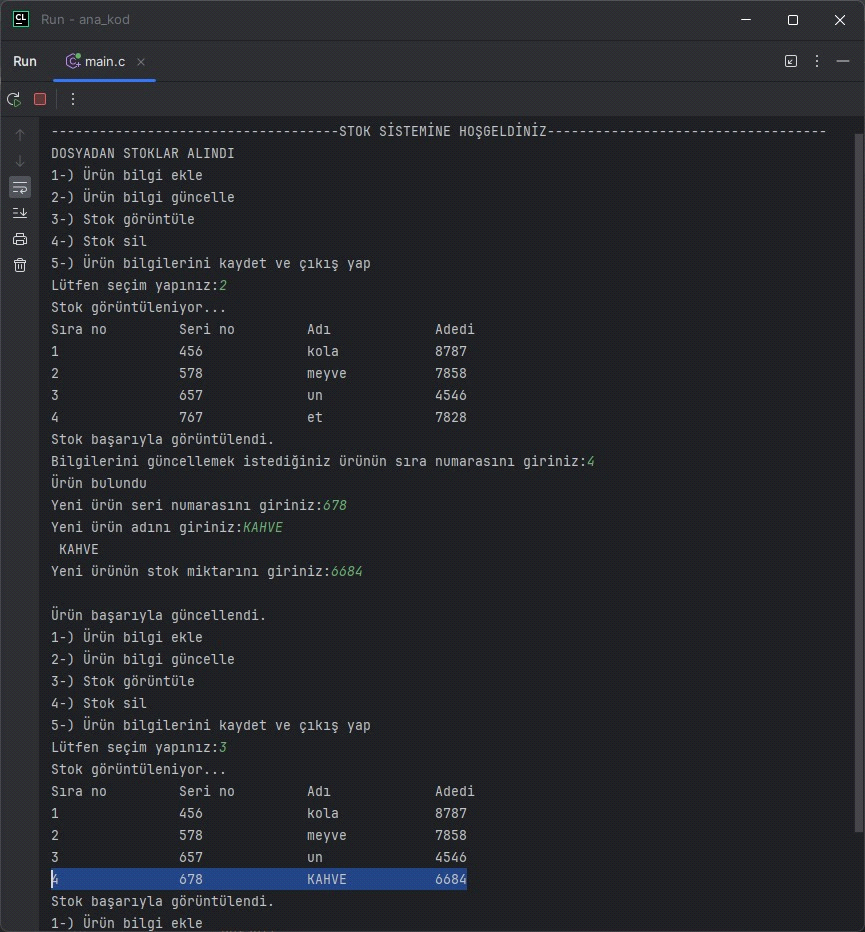 CL Run - ana_kod
Run main.c
-----------------------------------STOK SİSTEMİNE HOŞGELDİNİZ-----------------------------------
DOSYADAN STOKLAR ALINDI
1-) Ürün bilgi ekle
2-) Ürün bilgi güncelle
3-) Stok görüntüle
4-) Stok sil
5-) Ürün bilgilerini kaydet ve çıkış yap
Lütfen seçim yapınız:2
Stok görüntüleniyor...
Sıra no Seri no Adı Adedi
1 456 kola 8787
2 578 meyve 7858
3 657 un 4546
4 767 et 7828
Stok başarıyla görüntülendi.
Bilgilerini güncellemek istediğiniz ürünün sıra numarasını giriniz:4
Ürün bulundu
Yeni ürün seri numarasını giriniz:678
Yeni ürün adını giriniz:KAHVE
KAHVE
Yeni ürünün stok miktarını giriniz:6684
Ürün başarıyla güncellendi.
1-) Ürün bilgi ekle
2-) Ürün bilgi güncelle
3-) Stok görüntüle
4-) Stok sil
5-) Ürün bilgilerini kaydet ve çıkış yap
Lütfen seçim yapınız:3
Stok görüntüleniyor...
Sıra no Seri no Adı Adedi
1 456 kola 8787
2 578 meyve 7858
3 657 un 4546
4 678 KAHVE 6684
Stok başarıyla görüntülendi.
1-) Ürün bilgi ekle